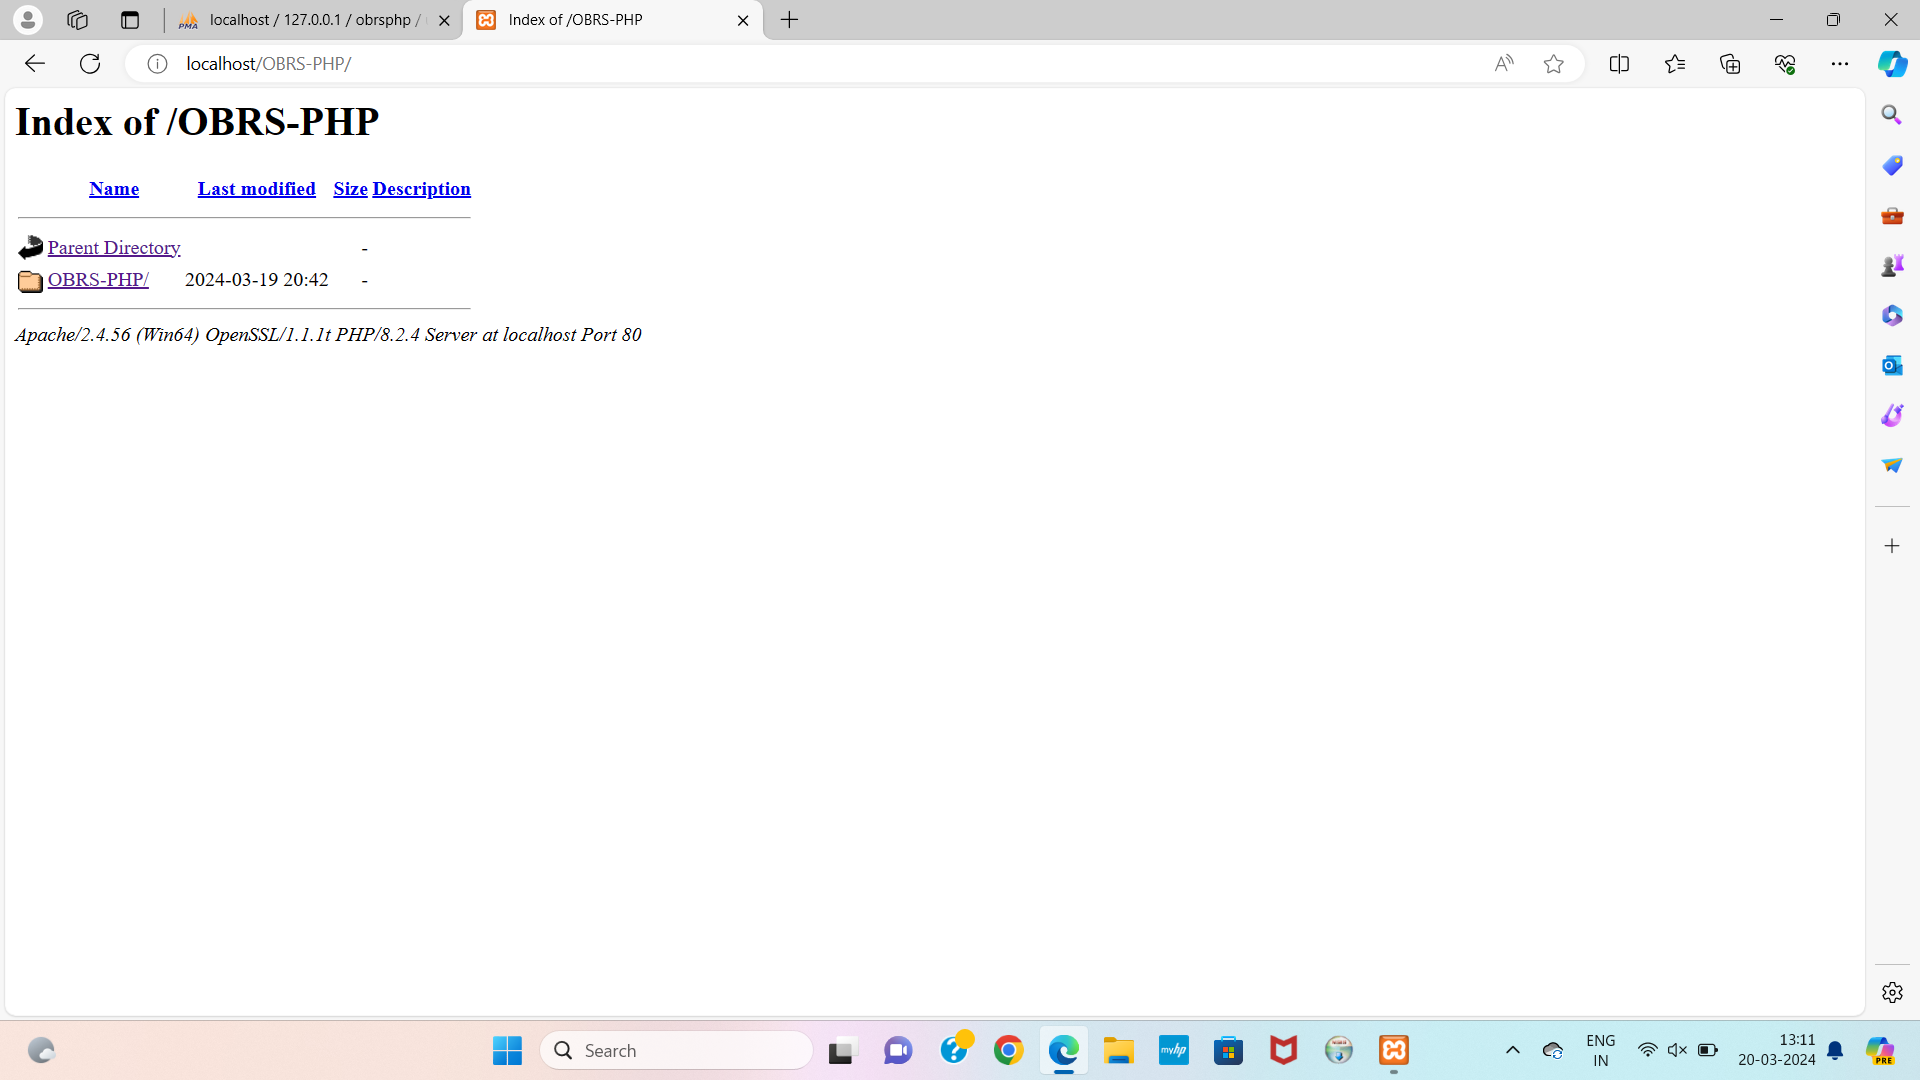 localhost / 127.0.0.1 / obrsphp /
Index of /OBRS-PHP
localhost/OBRS-PHP/
Index of /OBRS-PHP
Name Last modified Size Description
Parent Directory -
OBRS-PHP/ 2024-03-19 20:42 -
Apache/2.4.56 (Win64) OpenSSL/1.1.1t PHP/8.2.4 Server at localhost Port 80
Search
myhp
ENG
IN
13:11
20-03-2024
PRE